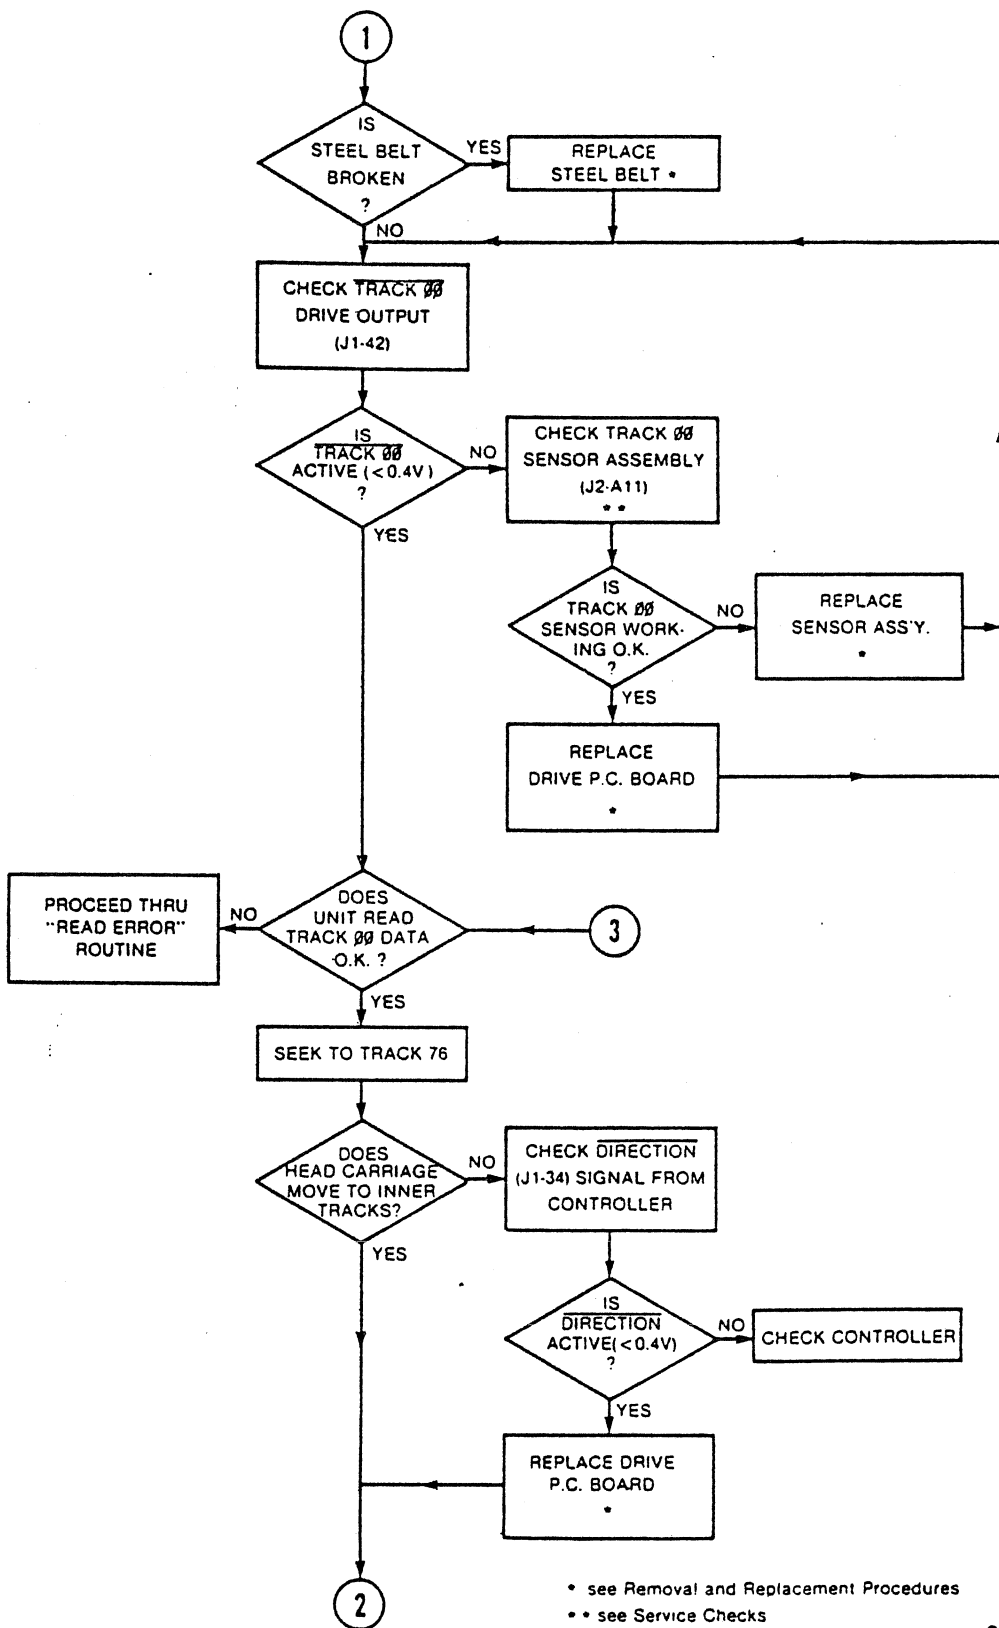 1
IS
STEEL BELT
BROKEN
?
YES
REPLACE
STEEL BELT *
NO
CHECK TRACK 00
DRIVE OUTPUT
(J1-42)
IS
TRACK 00
ACTIVE (<0.4V)
?
NO
CHECK TRACK 00
SENSOR ASSEMBLY
(J2-A11)
* *
YES
IS
TRACK 00
SENSOR WORK-
ING O.K.
?
NO
REPLACE
SENSOR ASS'Y.
*
YES
REPLACE
DRIVE P.C. BOARD
*
DOES
UNIT READ
TRACK 00 DATA
O.K. ?
NO
PROCEED THRU
"READ ERROR"
ROUTINE
3
YES
SEEK TO TRACK 76
DOES
HEAD CARRIAGE
MOVE TO INNER
TRACKS?
NO
CHECK DIRECTION
(J1-34) SIGNAL FROM
CONTROLLER
YES
IS
DIRECTION
ACTIVE(<0.4V)
?
NO
CHECK CONTROLLER
YES
REPLACE DRIVE
P.C. BOARD
*
2
* see Removal and Replacement Procedures
* * see Service Checks